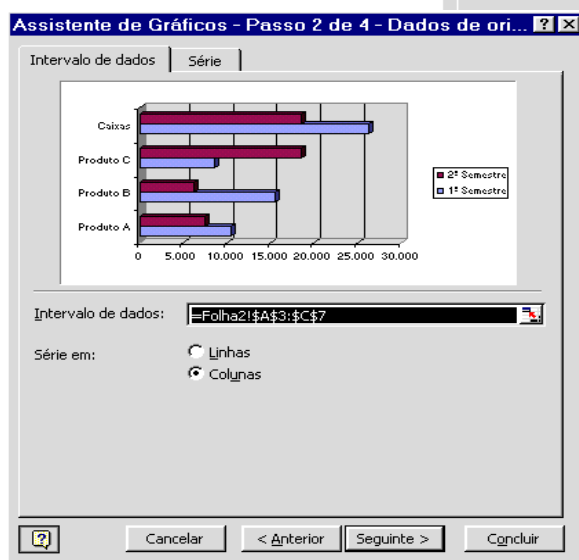 Assistente de Gráficos - Passo 2 de 4 - Dados de ori...
Intervalo de dados
Série
Caixas
Produto C
Produto B
Produto A
0 5.000 10.000 15.000 20.000 25.000 30.000
2º Semestre
1º Semestre
Intervalo de dados: =Folha2!$A$3:$C$7
Série em: Linhas
Colunas
Cancelar < Anterior Seguinte > Concluir